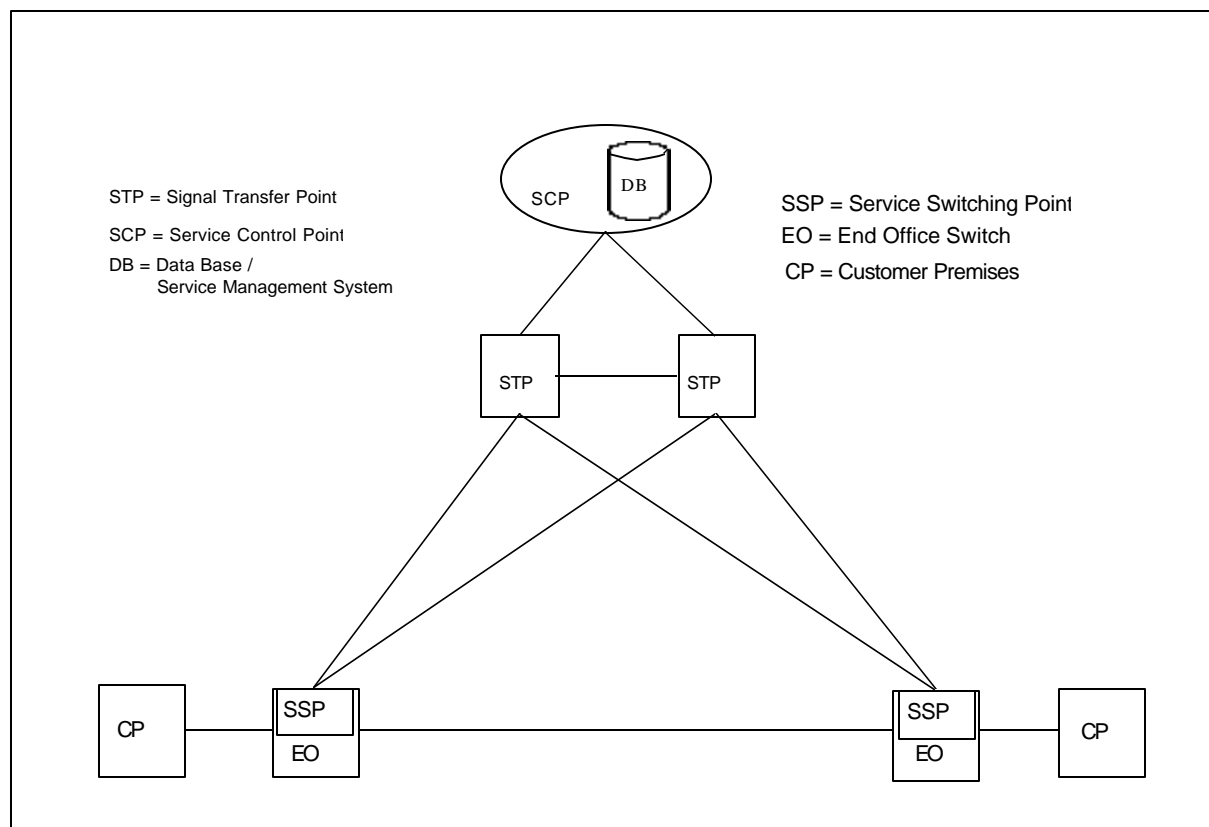 STP = Signal Transfer Point
SCP = Service Control Point
DB = Data Base /
Service Management System
SSP = Service Switching Point
EO = End Office Switch
CP = Customer Premises
SCP
DB
STP
STP
CP
SSP
EO
SSP
EO
CP